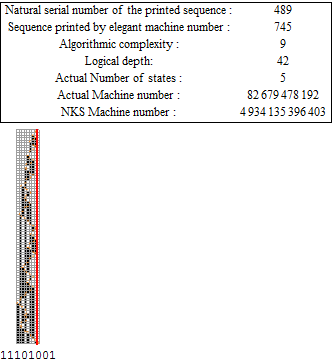 Natural serial number of the printed sequence : 489
Sequence printed by elegant machine number : 745
Algorithmic complexity : 9
Logical depth: 42
Actual Number of states : 5
Actual Machine number : 82 679 478 192
NKS Machine number : 4 934 135 396 403
11101001